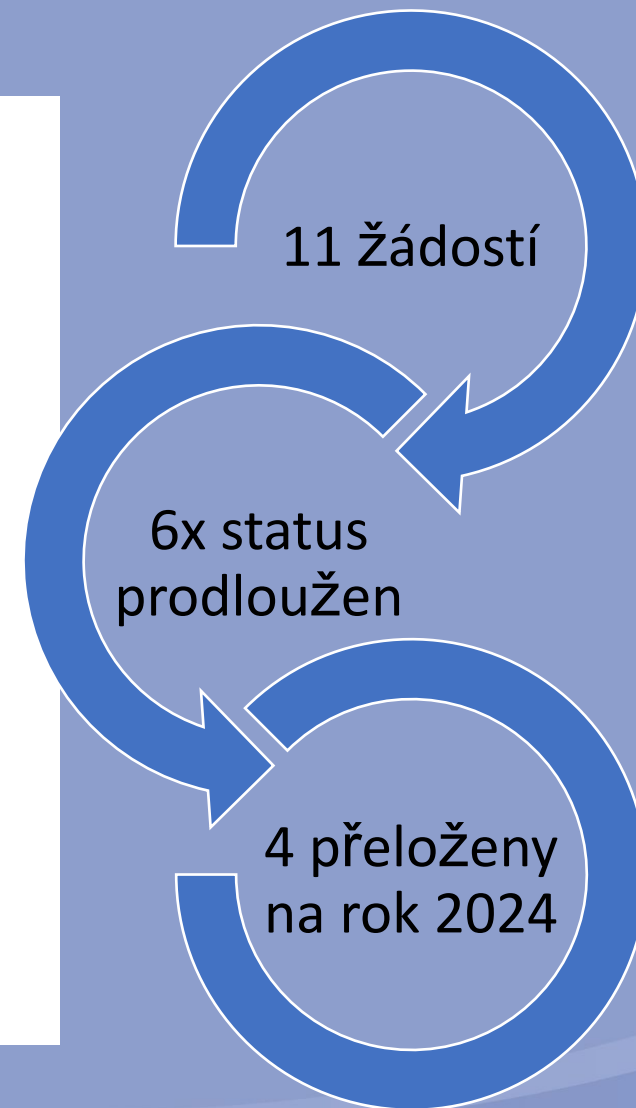 11 žádostí
6x status
prodloužen
4 přeloženy
na rok 2024